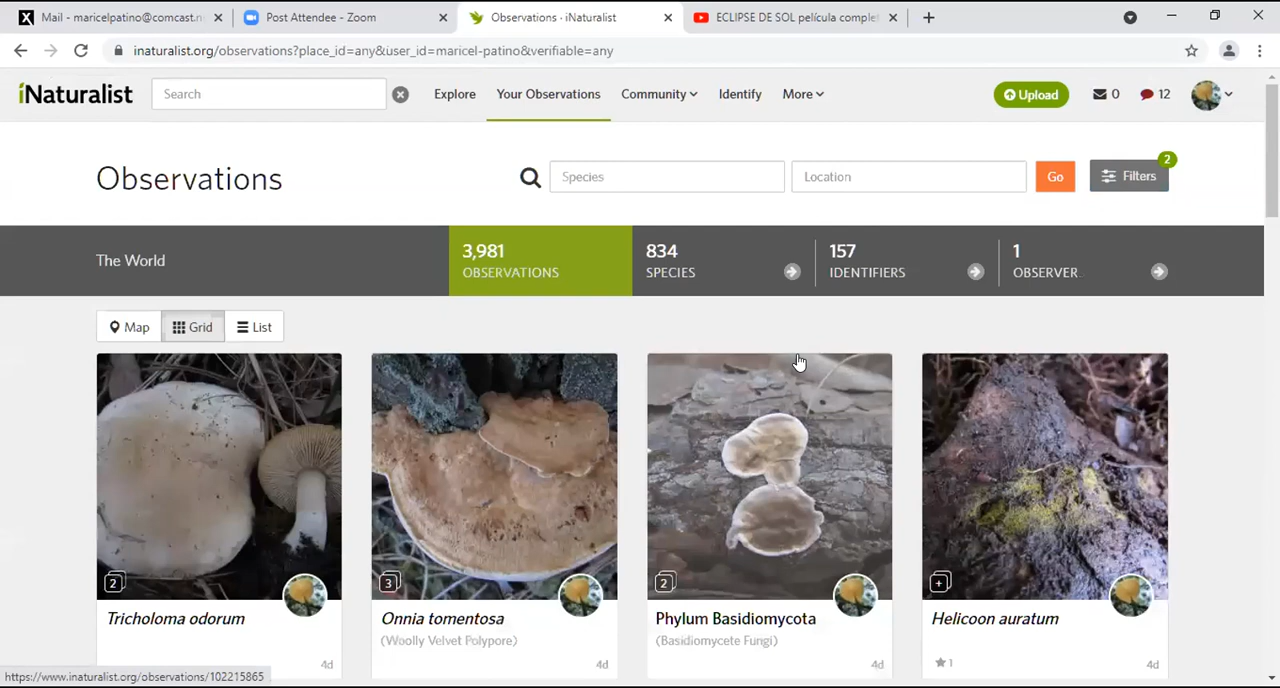 Mail - maricelpatino@comcast.n
Post Attendee - Zoom
Observations · iNaturalist
ECLIPSE DE SOL película comple
inaturalist.org/observations?place_id=any&user_id=maricel-patino&verifiable=any
iNaturalist
Search
Explore
Your Observations
Community
Identify
More
Upload
0
12
Observations
Species
Location
Go
Filters
2
The World
3,981
OBSERVATIONS
834
SPECIES
157
IDENTIFIERS
1
OBSERVER
Map
Grid
List
2
3
2
+
Tricholoma odorum
4d
Onnia tomentosa
(Woolly Velvet Polypore)
4d
Phylum Basidiomycota
(Basidiomycete Fungi)
4d
Helicoon auratum
1
4d
https://www.inaturalist.org/observations/102215865